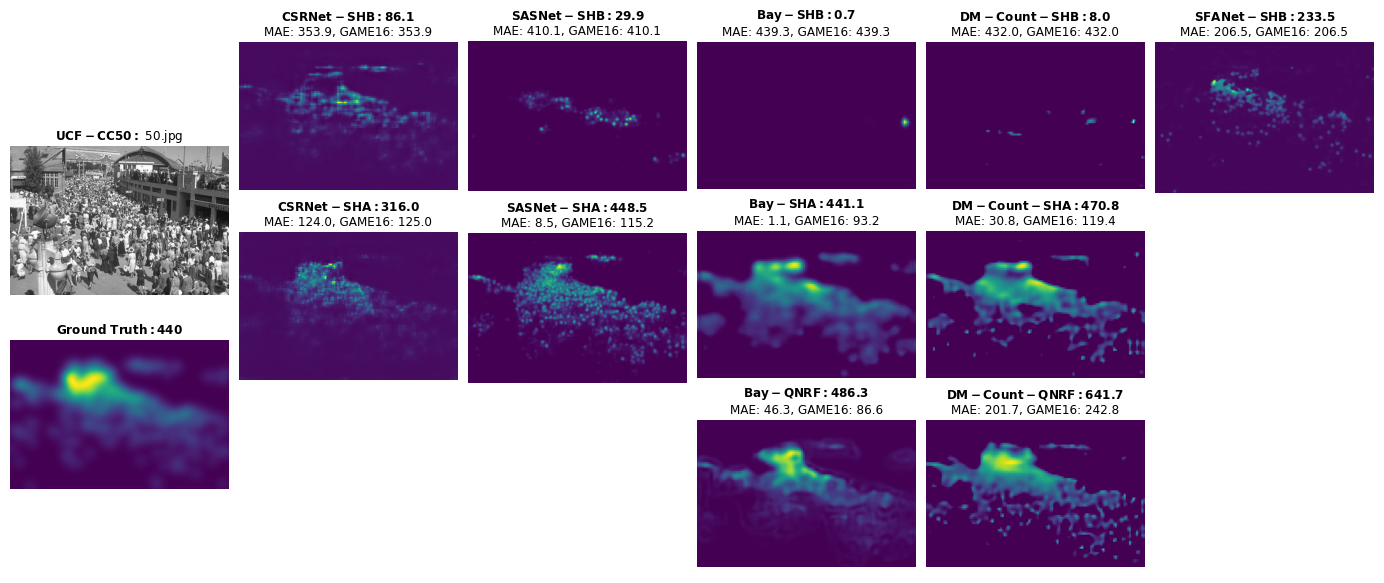 CSRNet − SHB : 86.1
MAE: 353.9, GAME16: 353.9
SASNet − SHB : 29.9
MAE: 410.1, GAME16: 410.1
Bay − SHB : 0.7
MAE: 439.3, GAME16: 439.3
DM − Count − SHB : 8.0
MAE: 432.0, GAME16: 432.0
SFANet − SHB : 233.5
MAE: 206.5, GAME16: 206.5
UCF − CC50 : 50.jpg
CSRNet − SHA : 316.0
MAE: 124.0, GAME16: 125.0
SASNet − SHA : 448.5
MAE: 8.5, GAME16: 115.2
Bay − SHA : 441.1
MAE: 1.1, GAME16: 93.2
DM − Count − SHA : 470.8
MAE: 30.8, GAME16: 119.4
Ground Truth : 440
Bay − QNRF : 486.3
MAE: 46.3, GAME16: 86.6
DM − Count − QNRF : 641.7
MAE: 201.7, GAME16: 242.8